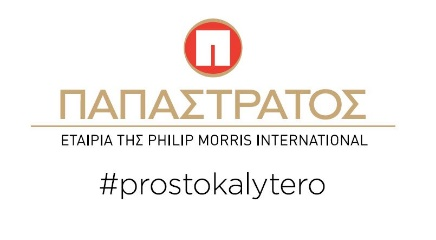 Π
ΠΑΠΑΣΤΡΑΤΟΣ
ΕΤΑΙΡΙΑ ΤΗΣ PHILIP MORRIS INTERNATIONAL
#prostokalytero